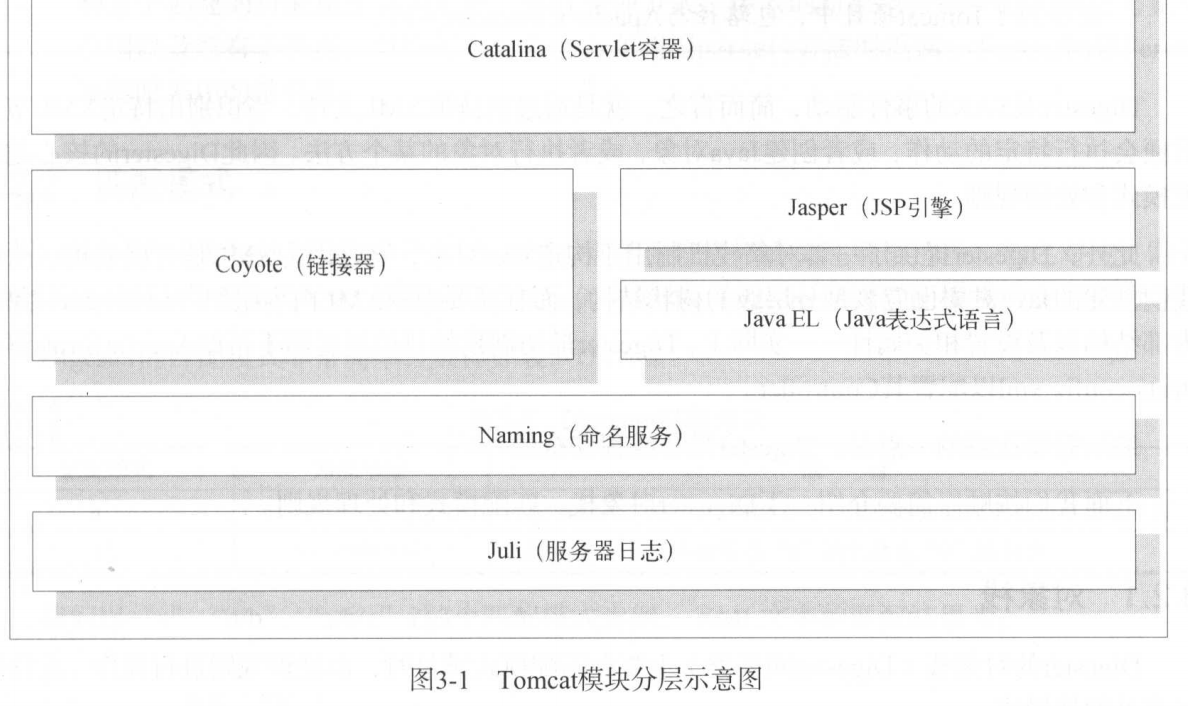 Catalina（Servlet容器）
Coyote（链接器）
Jasper（JSP引擎）
Java EL（Java表达式语言）
Naming（命名服务）
Juli（服务器日志）
图3-1 Tomcat模块分层示意图